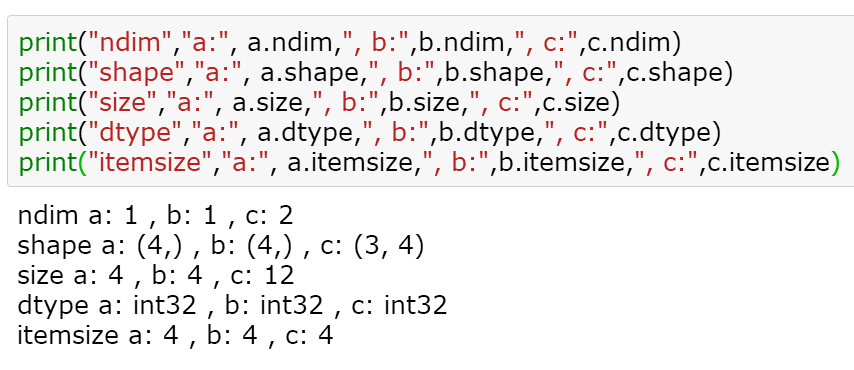 print("ndim","a:", a.ndim,", b:",b.ndim,", c:",c.ndim)
print("shape","a:", a.shape,", b:",b.shape,", c:",c.shape)
print("size","a:", a.size,", b:",b.size,", c:",c.size)
print("dtype","a:", a.dtype,", b:",b.dtype,", c:",c.dtype)
print("itemsize","a:", a.itemsize,", b:",b.itemsize,", c:",c.itemsize)
ndim a: 1 , b: 1 , c: 2
shape a: (4,) , b: (4,) , c: (3, 4)
size a: 4 , b: 4 , c: 12
dtype a: int32 , b: int32 , c: int32
itemsize a: 4 , b: 4 , c: 4